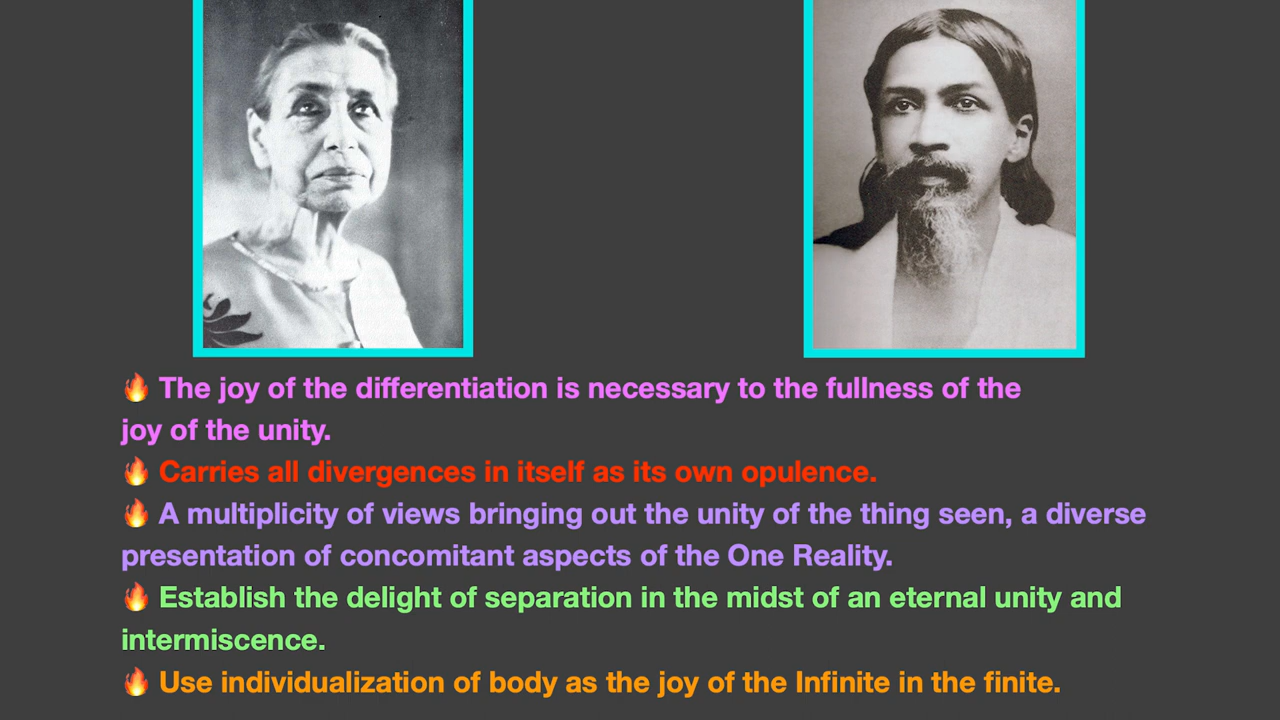 🔥 The joy of the differentiation is necessary to the fullness of the
joy of the unity.
🔥 Carries all divergences in itself as its own opulence.
🔥 A multiplicity of views bringing out the unity of the thing seen, a diverse
presentation of concomitant aspects of the One Reality.
🔥 Establish the delight of separation in the midst of an eternal unity and
intermiscence.
🔥 Use individualization of body as the joy of the Infinite in the finite.